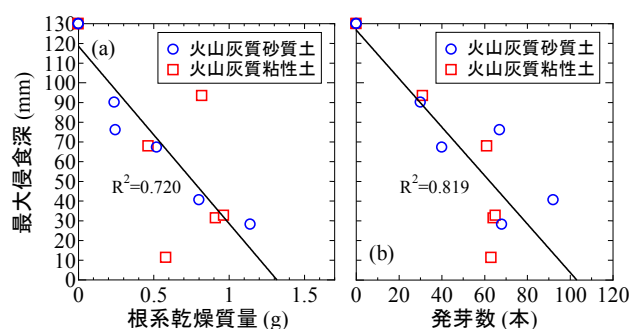 最大侵食深 (mm)
130
120
110
100
90
80
70
60
50
40
30
20
10
0
(a)
火山灰質砂質土
火山灰質粘性土
R²=0.720
0
0.5
1
1.5
根系乾燥質量 (g)
火山灰質砂質土
火山灰質粘性土
R²=0.819
(b)
0
20
40
60
80
100
120
発芽数 (本)